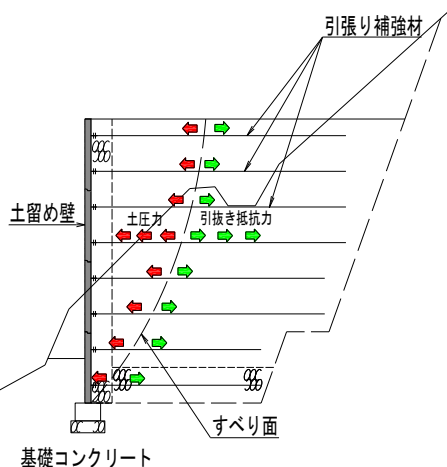 引張り補強材
土留め壁
土圧力
引抜き抵抗力
すべり面
基礎コンクリート